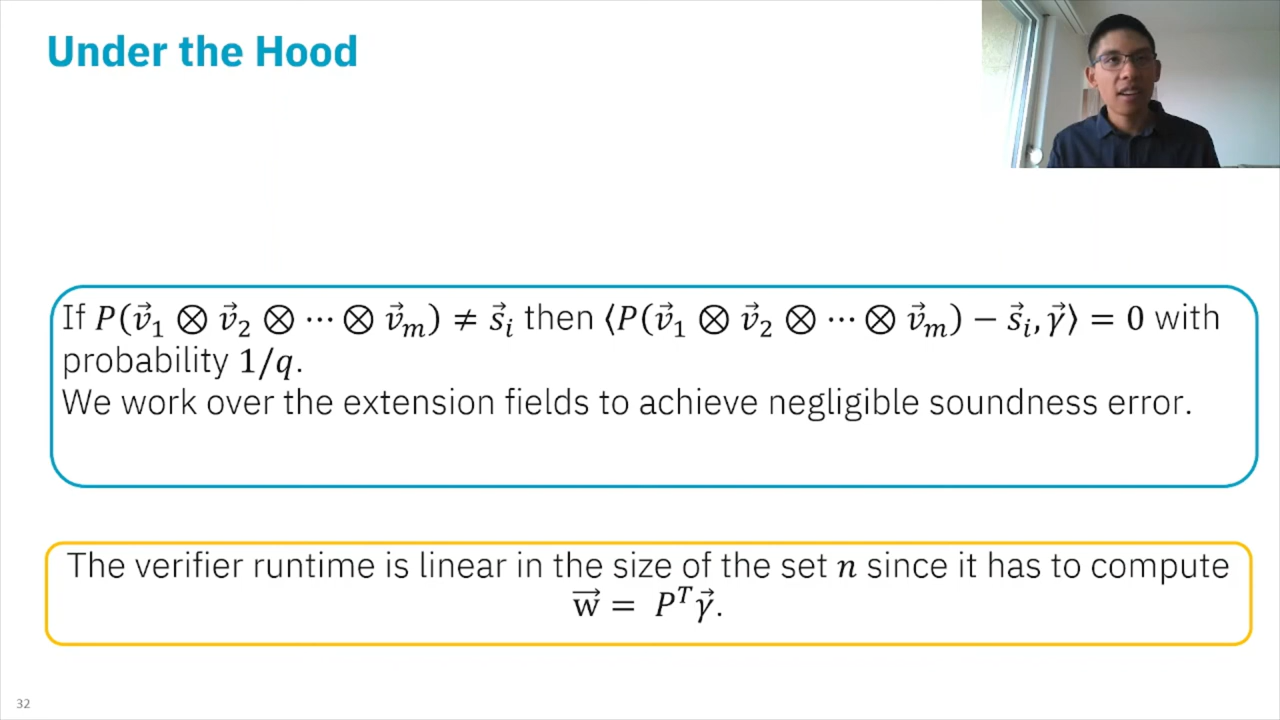 Under the Hood
If P(v⃗₁ ⊗ v⃗₂ ⊗ ⋯ ⊗ v⃗ₘ) ≠ s⃗ᵢ then ⟨P(v⃗₁ ⊗ v⃗₂ ⊗ ⋯ ⊗ v⃗ₘ) − s⃗ᵢ, γ⃗⟩ = 0 with
probability 1/q.
We work over the extension fields to achieve negligible soundness error.
The verifier runtime is linear in the size of the set n since it has to compute
w⃗ = Pᵀγ⃗.
32